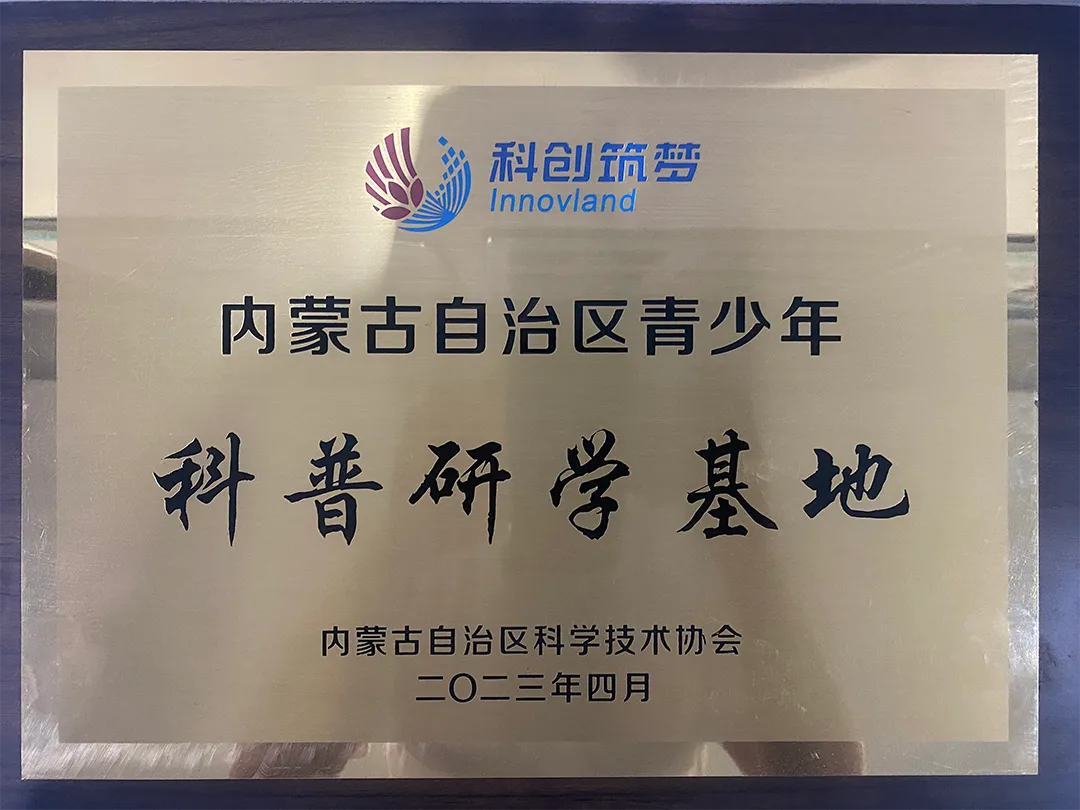 科创筑梦
Innovland
内蒙古自治区青少年
科普研学基地
内蒙古自治区科学技术协会
二〇二三年四月